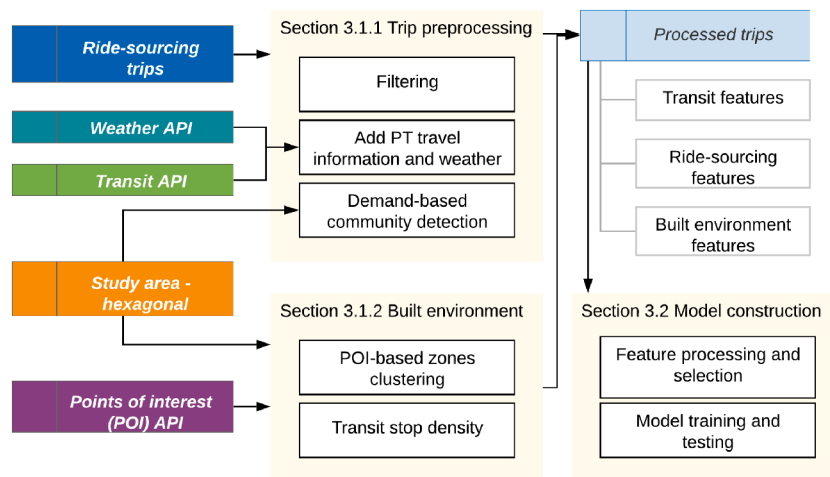 Ride-sourcing
trips
Weather API
Transit API
Study area -
hexagonal
Points of interest
(POI) API
Section 3.1.1 Trip preprocessing
Filtering
Add PT travel
information and weather
Demand-based
community detection
Section 3.1.2 Built environment
POI-based zones
clustering
Transit stop density
Processed trips
Transit features
Ride-sourcing
features
Built environment
features
Section 3.2 Model construction
Feature processing and
selection
Model training and
testing